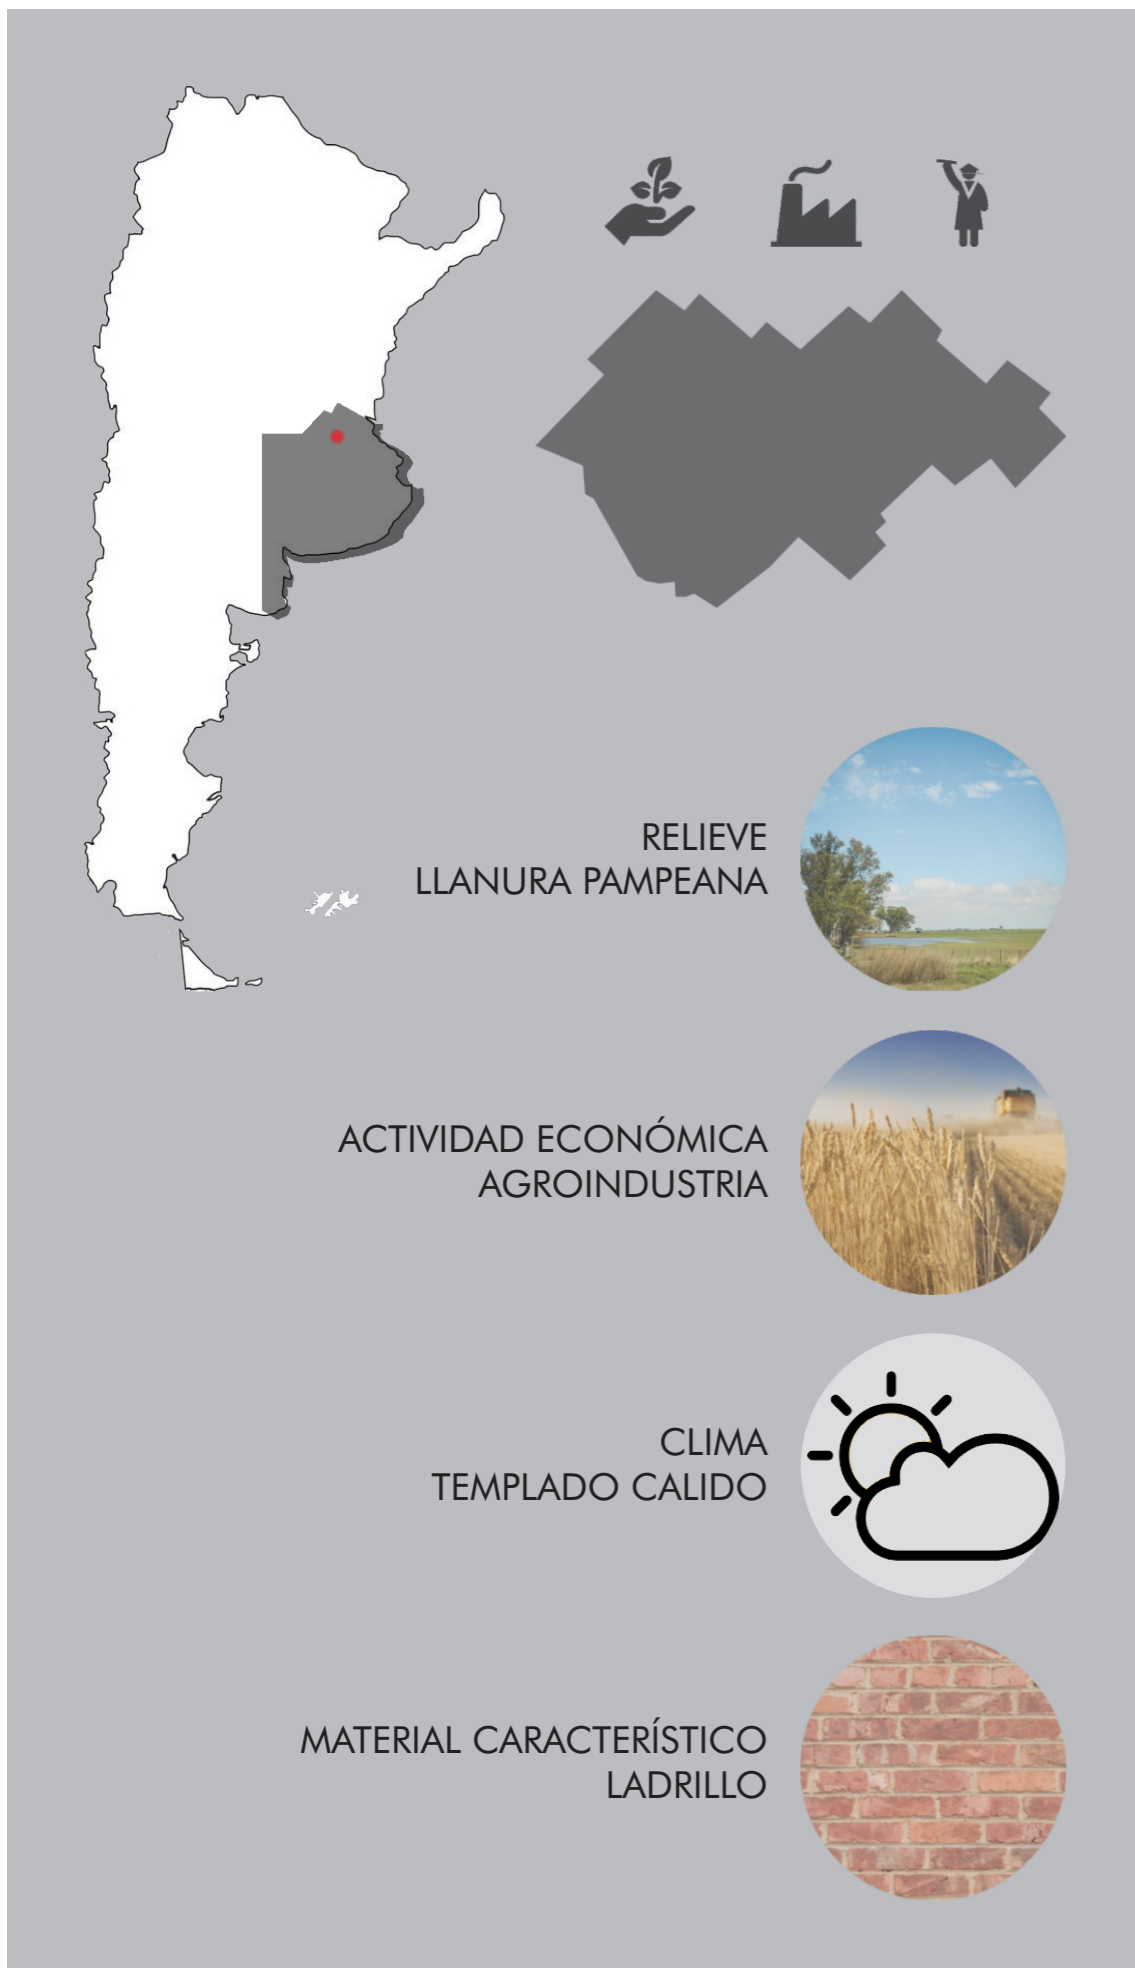 RELIEVE
LLANURA PAMPEANA
ACTIVIDAD ECONÓMICA
AGROINDUSTRIA
CLIMA
TEMPLADO CALIDO
MATERIAL CARACTERÍSTICO
LADRILLO